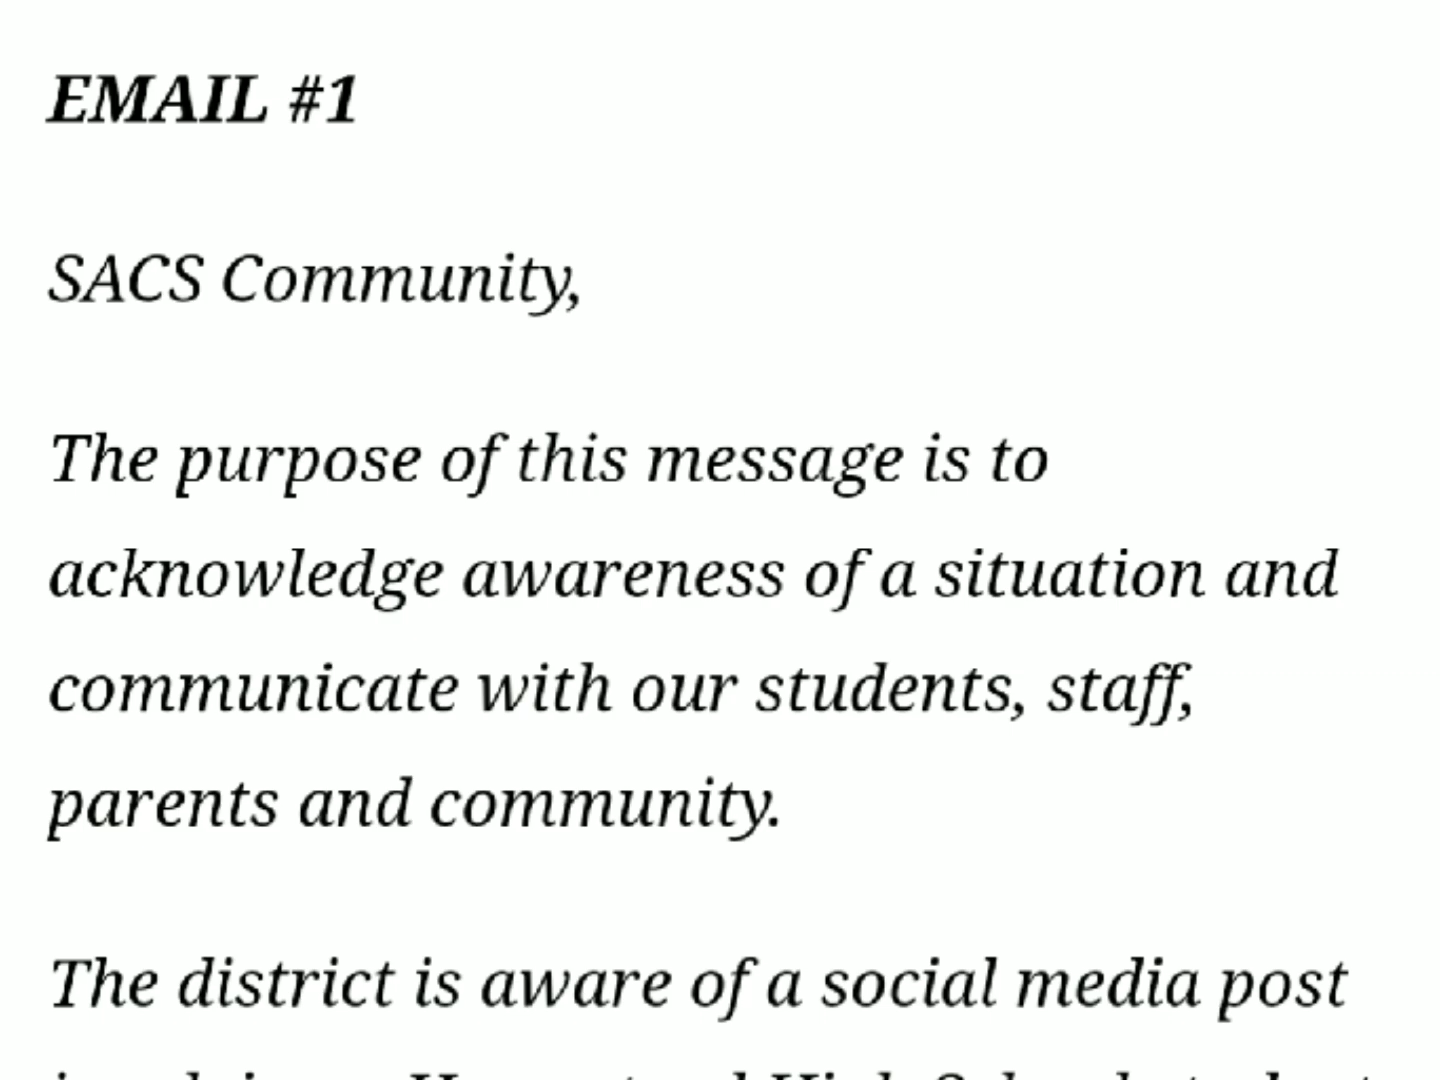 EMAIL #1
SACS Community,
The purpose of this message is to
acknowledge awareness of a situation and
communicate with our students, staff,
parents and community.
The district is aware of a social media post